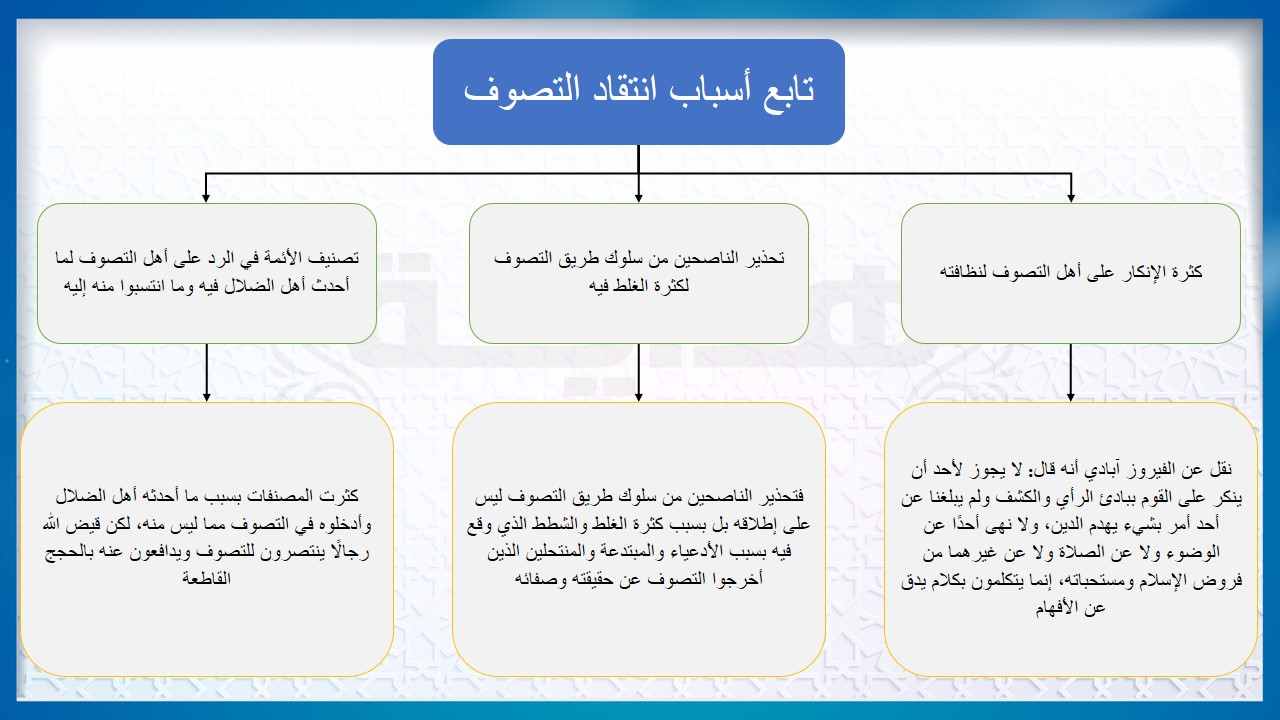 تابع أسباب انتقاد التصوف
كثرة الإنكار على أهل التصوف لنظافته
تحذير الناصحين من سلوك طريق التصوف
لكثرة الغلط فيه
تصنيف الأئمة في الرد على أهل التصوف لما
أحدث أهل الضلال فيه وما انتسبوا منه إليه
نقل عن الفيروز آبادي أنه قال: لا يجوز لأحد أن
ينكر على القوم ببادئ الرأي والكشف ولم يبلغنا عن
أحد أمر بشيء يهدم الدين، ولا نهى أحدًا عن
الوضوء ولا عن الصلاة ولا عن غيرهما من
فروض الإسلام ومستحباته، إنما يتكلمون بكلام يدق
عن الأفهام
فتحذير الناصحين من سلوك طريق التصوف ليس
على إطلاقه بل بسبب كثرة الغلط والشطط الذي وقع
فيه بسبب الأدعياء والمبتدعة والمنتحلين الذين
أخرجوا التصوف عن حقيقته وصفائه
كثرت المصنفات بسبب ما أحدثه أهل الضلال
وأدخلوه في التصوف مما ليس منه، لكن قيض الله
رجالًا ينتصرون للتصوف ويدافعون عنه بالحجج
القاطعة
هداية